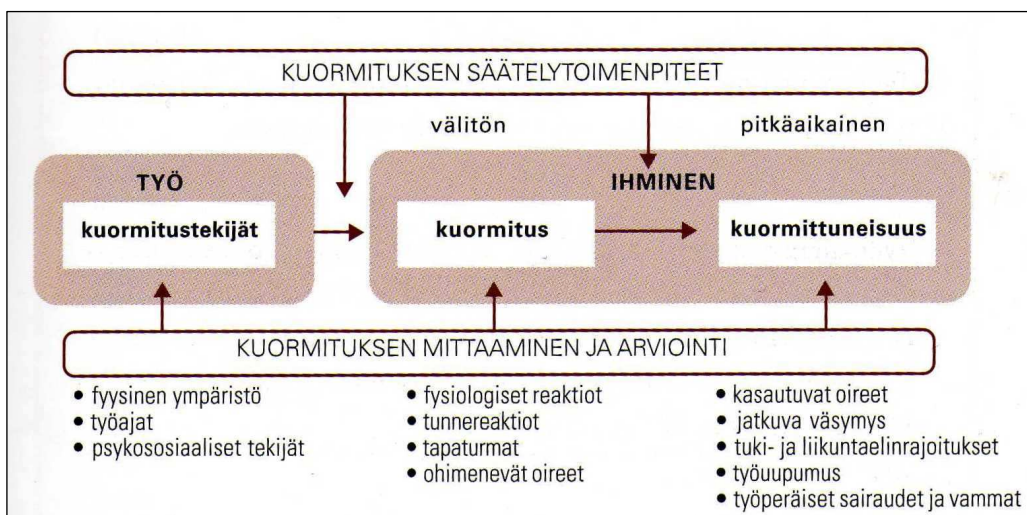 KUORMITUKSEN SÄÄTELYTOIMENPITEET
välitön
pitkäaikainen
TYÖ
IHMINEN
kuormitustekijät
kuormitus
kuormittuneisuus
KUORMITUKSEN MITTAAMINEN JA ARVIOINTI
• fyysinen ympäristö
• työajat
• psykososiaaliset tekijät
• fysiologiset reaktiot
• tunnereaktiot
• tapaturmat
• ohimenevät oireet
• kasautuvat oireet
• jatkuva väsymys
• tuki- ja liikuntaelinrajoitukset
• työuupumus
• työperäiset sairaudet ja vammat